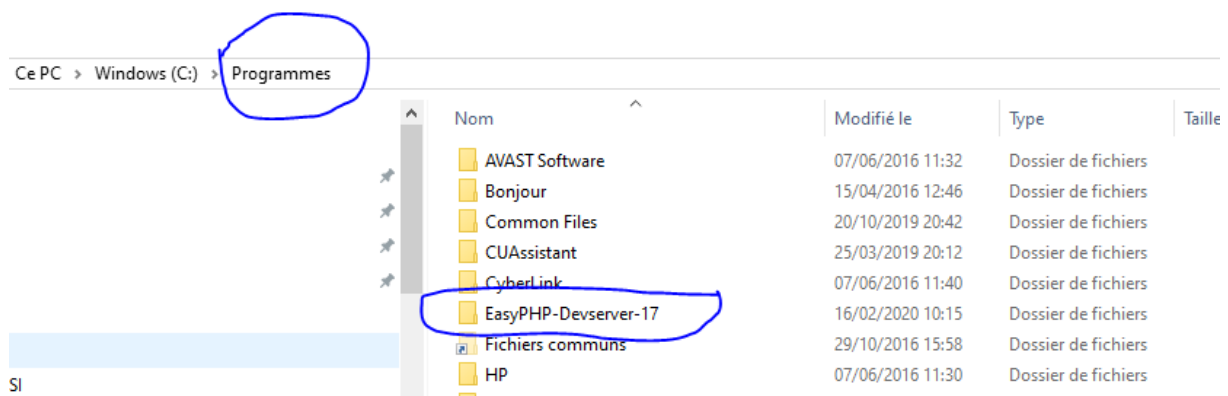 Ce PC > Windows (C:) > Programmes
Nom Modifié le Type Taille
AVAST Software 07/06/2016 11:32 Dossier de fichiers
Bonjour 15/04/2016 12:46 Dossier de fichiers
Common Files 20/10/2019 20:42 Dossier de fichiers
CUAssistant 25/03/2019 20:12 Dossier de fichiers
CyberLink 07/06/2016 11:40 Dossier de fichiers
EasyPHP-Devserver-17 16/02/2020 10:15 Dossier de fichiers
Fichiers communs 29/10/2016 15:58 Dossier de fichiers
SI
HP 07/06/2016 11:30 Dossier de fichiers